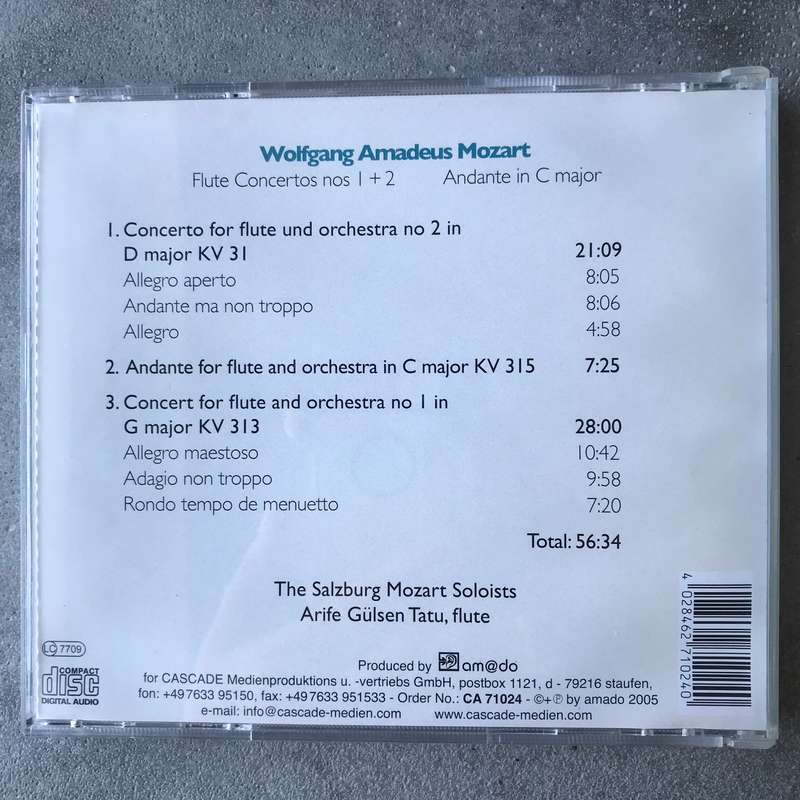 Wolfgang Amadeus Mozart
Flute Concertos nos 1 + 2 Andante in C major
1. Concerto for flute und orchestra no 2 in
D major KV 31 21:09
Allegro aperto 8:05
Andante ma non troppo 8:06
Allegro 4:58
2. Andante for flute and orchestra in C major KV 315 7:25
3. Concert for flute and orchestra no 1 in
G major KV 313 28:00
Allegro maestoso 10:42
Adagio non troppo 9:58
Rondo tempo de menuetto 7:20
Total: 56:34
The Salzburg Mozart Soloists
Arife Gülsen Tatu, flute
4 028462 710240
LC 7709
COMPACT
disc
DIGITAL AUDIO
Produced by am@do
for CASCADE Medienproduktions u. -vertriebs GmbH, postbox 1121, d - 79216 staufen,
fon: +497633 95150, fax: +497633 951533 - Order No.: CA 71024 - ©+℗ by amado 2005
e-mail: info@cascade-medien.com www.cascade-medien.com